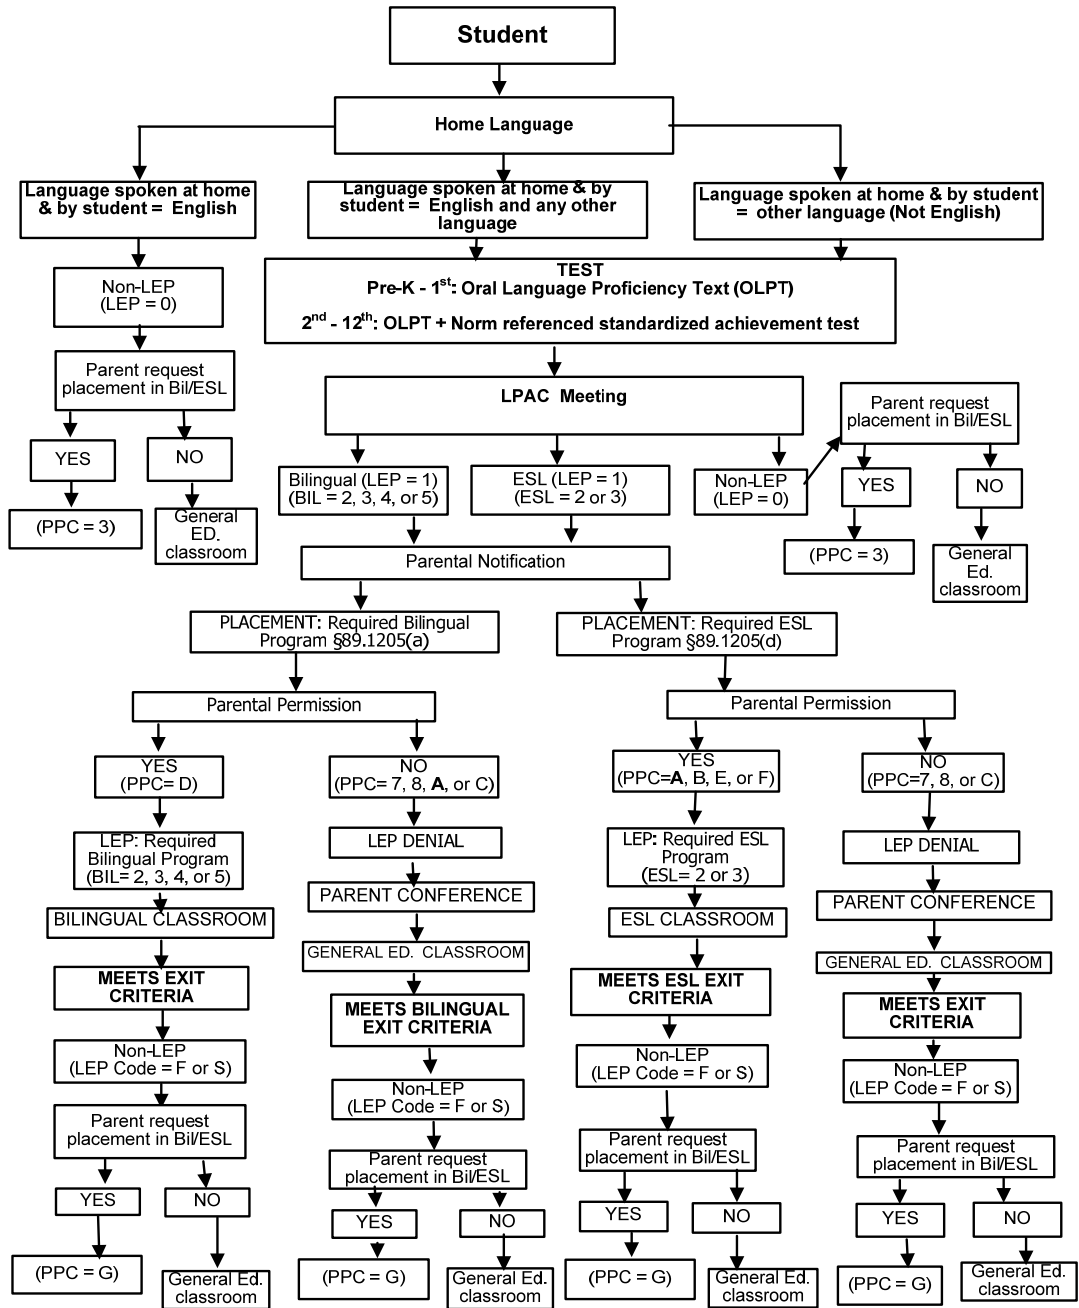 Student
Home Language
Language spoken at home
& by student = English
Language spoken at home & by
student = English and any other
language
Language spoken at home & by student
= other language (Not English)
Non-LEP
(LEP = 0)
TEST
Pre-K - 1st: Oral Language Proficiency Text (OLPT)
2nd - 12th: OLPT + Norm referenced standardized achievement test
Parent request
placement in Bil/ESL
YES
NO
(PPC = 3)
General
ED.
classroom
LPAC Meeting
Bilingual (LEP = 1)
(BIL = 2, 3, 4, or 5)
ESL (LEP = 1)
(ESL = 2 or 3)
Non-LEP
(LEP = 0)
Parent request
placement in Bil/ESL
YES
NO
(PPC = 3)
General
Ed.
classroom
Parental Notification
PLACEMENT: Required Bilingual
Program §89.1205(a)
PLACEMENT: Required ESL
Program §89.1205(d)
Parental Permission
Parental Permission
YES
(PPC= D)
NO
(PPC= 7, 8, A, or C)
YES
(PPC=A, B, E, or F)
NO
(PPC=7, 8, or C)
LEP: Required
Bilingual Program
(BIL= 2, 3, 4, or 5)
BILINGUAL CLASSROOM
MEETS EXIT
CRITERIA
Non-LEP
(LEP Code = F or S)
Parent request
placement in Bil/ESL
YES
NO
(PPC = G)
General Ed.
classroom
LEP DENIAL
PARENT CONFERENCE
GENERAL ED. CLASSROOM
MEETS BILINGUAL
EXIT CRITERIA
Non-LEP
(LEP Code = F or S)
Parent request
placement in Bil/ESL
YES
NO
(PPC = G)
General Ed.
classroom
LEP: Required ESL
Program
(ESL= 2 or 3)
ESL CLASSROOM
MEETS ESL EXIT
CRITERIA
Non-LEP
(LEP Code = F or S)
Parent request
placement in Bil/ESL
YES
NO
(PPC = G)
General Ed.
classroom
LEP DENIAL
PARENT CONFERENCE
GENERAL ED. CLASSROOM
MEETS EXIT
CRITERIA
Non-LEP
(LEP Code = F or S)
Parent request
placement in Bil/ESL
YES
NO
(PPC = G)
General Ed.
classroom